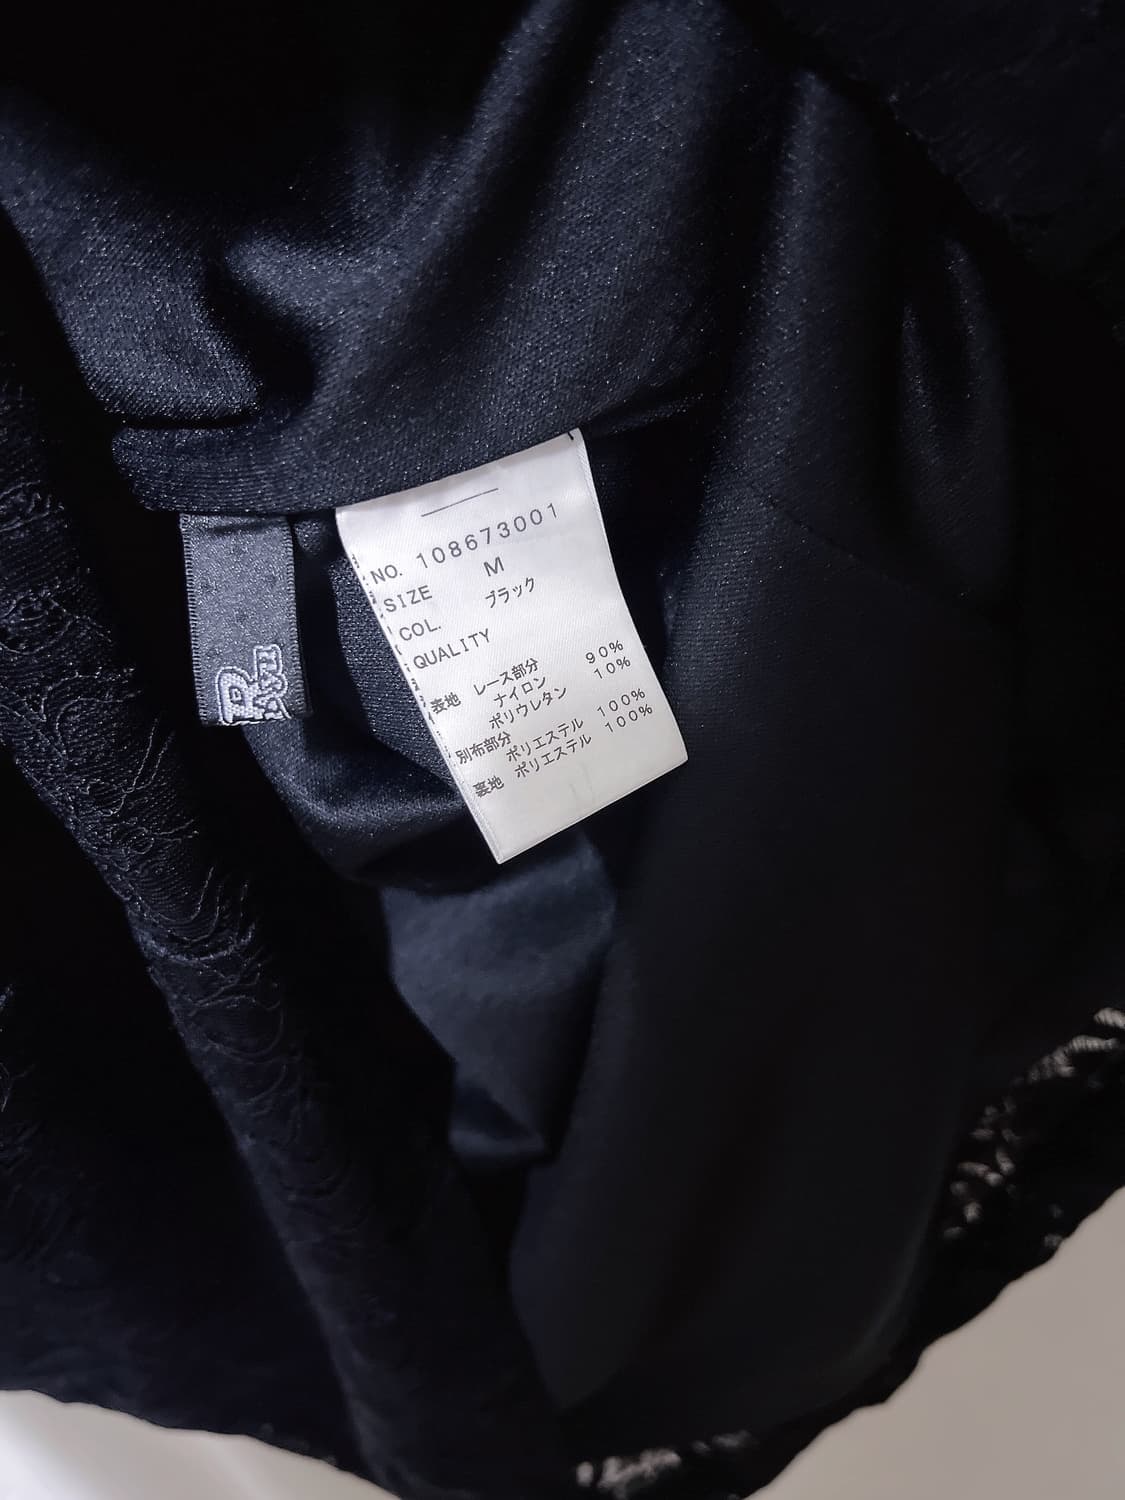 NO. 108673001
SIZE M
COL. ブラック
QUALITY
表地 レース部分
ナイロン 90%
ポリウレタン 10%
別布部分
ポリエステル 100%
裏地 ポリエステル 100%